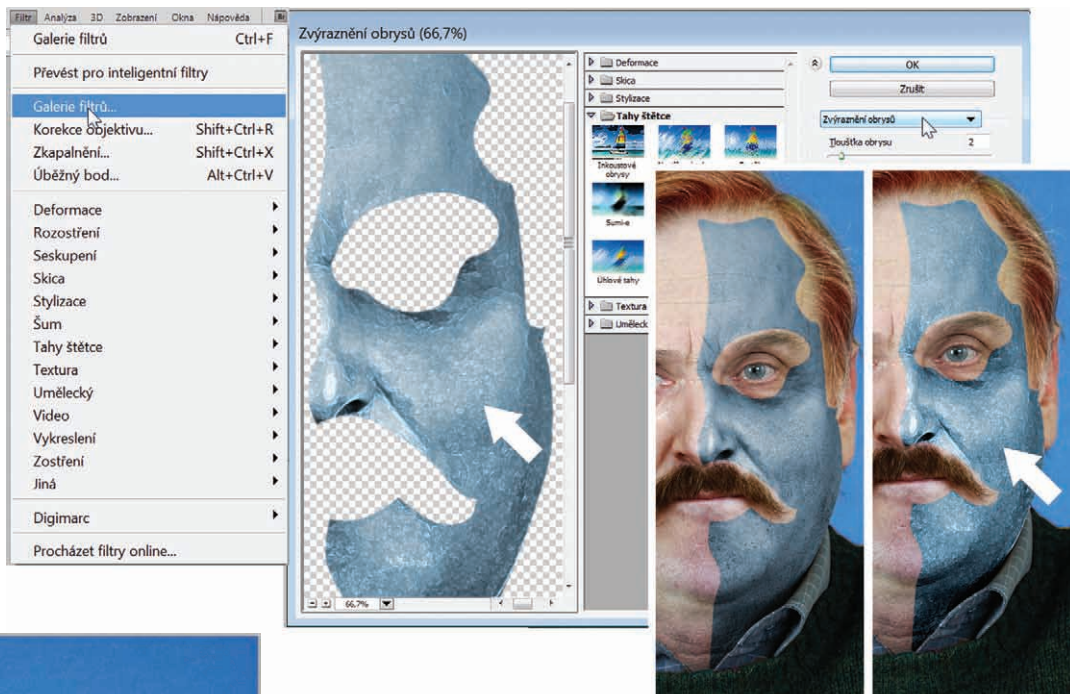 Filtr Analýza 3D Zobrazení Okna Nápověda Br
Galerie filtrů Ctrl+F
Převést pro inteligentní filtry
Galerie filtrů...
Korekce objektivu... Shift+Ctrl+R
Zkapalnění... Shift+Ctrl+X
Úběžný bod... Alt+Ctrl+V
Deformace
Rozostření
Seskupení
Skica
Stylizace
Šum
Tahy štětce
Textura
Umělecký
Video
Vykreslení
Zostření
Jiná
Digimarc
Procházet filtry online...
Zvýraznění obrysů (66,7%)
66,7%
Deformace
Skica
Stylizace
Tahy štětce
Inkoustové
obrysy
Sumi-e
Úhlové tahy
Textura
OK
Zrušit
Zvýraznění obrysů
Tloušťka obrysu 2